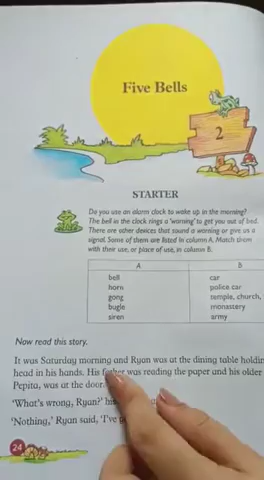 Five Bells
2
STARTER
Do you use an alarm clock to wake up in the morning?
The bell in the clock rings a 'warning' to get you out of bed.
There are other devices that sound a warning or give us a
signal. Some of them are listed in column A. Match them
with their use, or place of use, in column B.
A B
bell car
horn police car
gong temple, church,
bugle monastery
siren army
Now read this story.
It was Saturday morning and Ryan was at the dining table holdin
head in his hands. His father was reading the paper and his older
Pepita, was at the door.
'What's wrong, Ryan?'
'Nothing,' Ryan said, 'I've
24